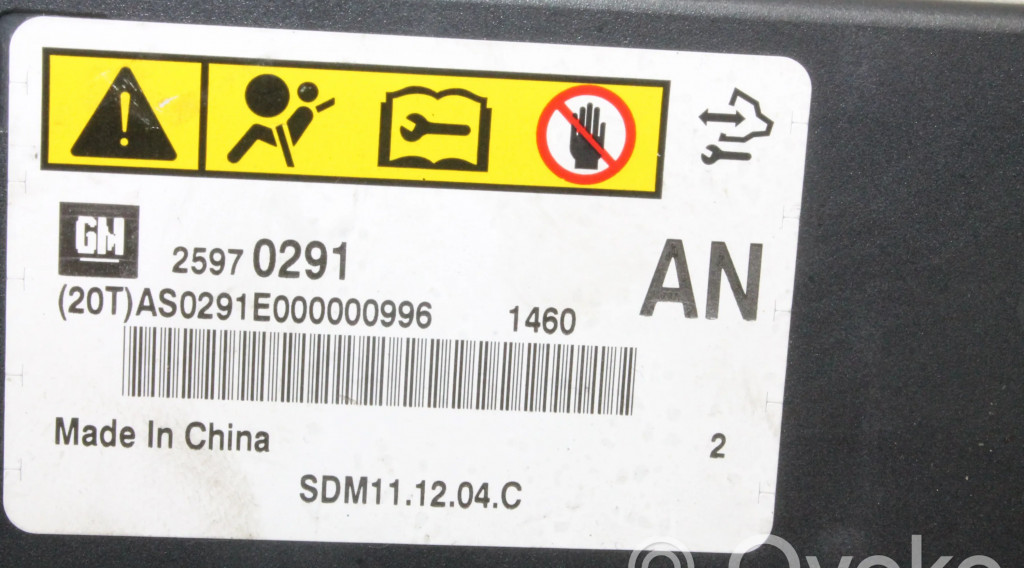 GM 2597 0291 AN
(20T)AS0291E000000996 1460
Made In China 2
SDM11.12.04.C